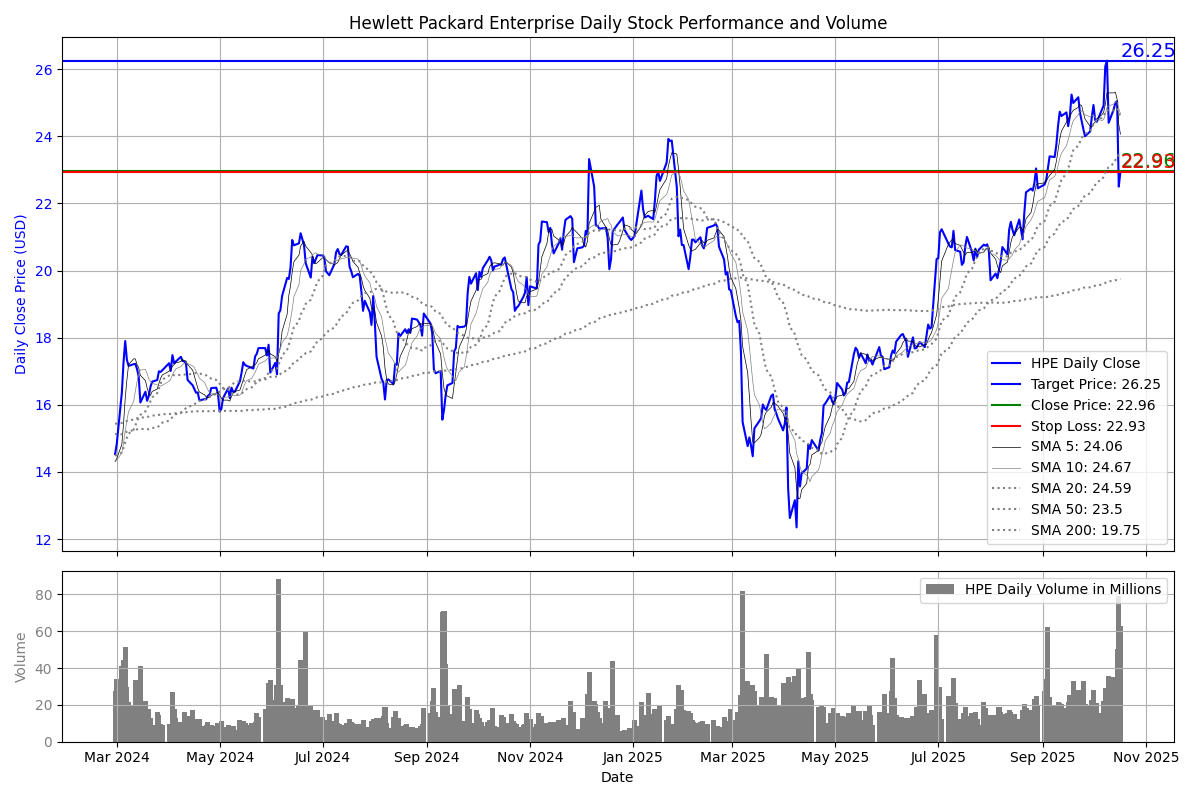 Hewlett Packard Enterprise Daily Stock Performance and Volume
26.25
26
24
22.96
22
20
18
16
14
12
Daily Close Price (USD)
HPE Daily Close
Target Price: 26.25
Close Price: 22.96
Stop Loss: 22.93
SMA 5: 24.06
SMA 10: 24.67
SMA 20: 24.59
SMA 50: 23.5
SMA 200: 19.75
HPE Daily Volume in Millions
80
60
40
20
0
Volume
Mar 2024 May 2024 Jul 2024 Sep 2024 Nov 2024 Jan 2025 Mar 2025 May 2025 Jul 2025 Sep 2025 Nov 2025
Date